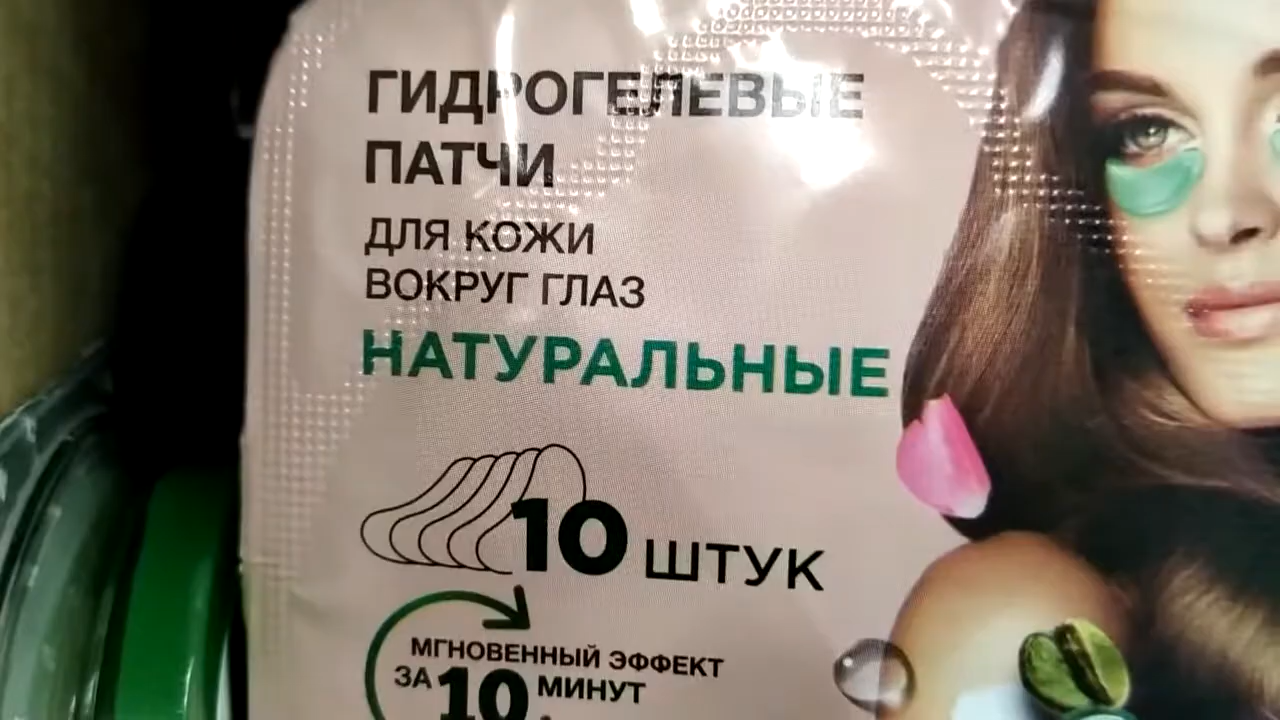 ГИДРОГЕЛЕВЫЕ
ПАТЧИ
ДЛЯ КОЖИ
ВОКРУГ ГЛАЗ
НАТУРАЛЬНЫЕ
10 ШТУК
МГНОВЕННЫЙ ЭФФЕКТ
ЗА 10 МИНУТ